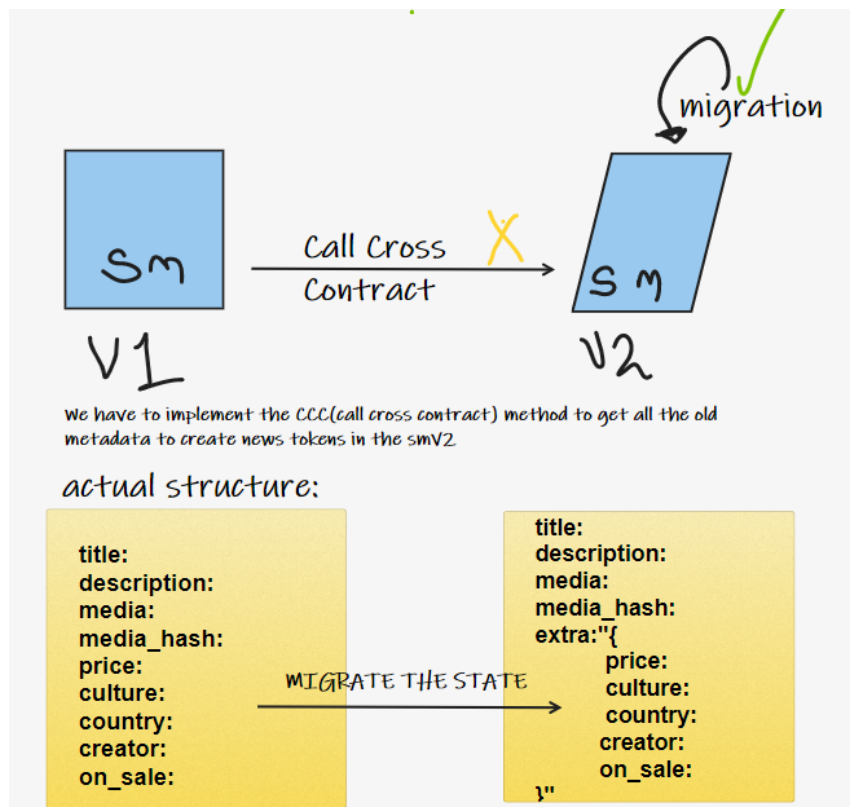 migration
Call Cross
X
Contract
Sm
Sm
V1
V2
We have to implement the CCC(call cross contract) method to get all the old
metadata to create news tokens in the smV2
actual structure:
title:
description:
media:
media_hash:
price:
culture:
country:
creator:
on_sale:
MIGRATE THE STATE
title:
description:
media:
media_hash:
extra:"{
price:
culture:
country:
creator:
on_sale:
}"